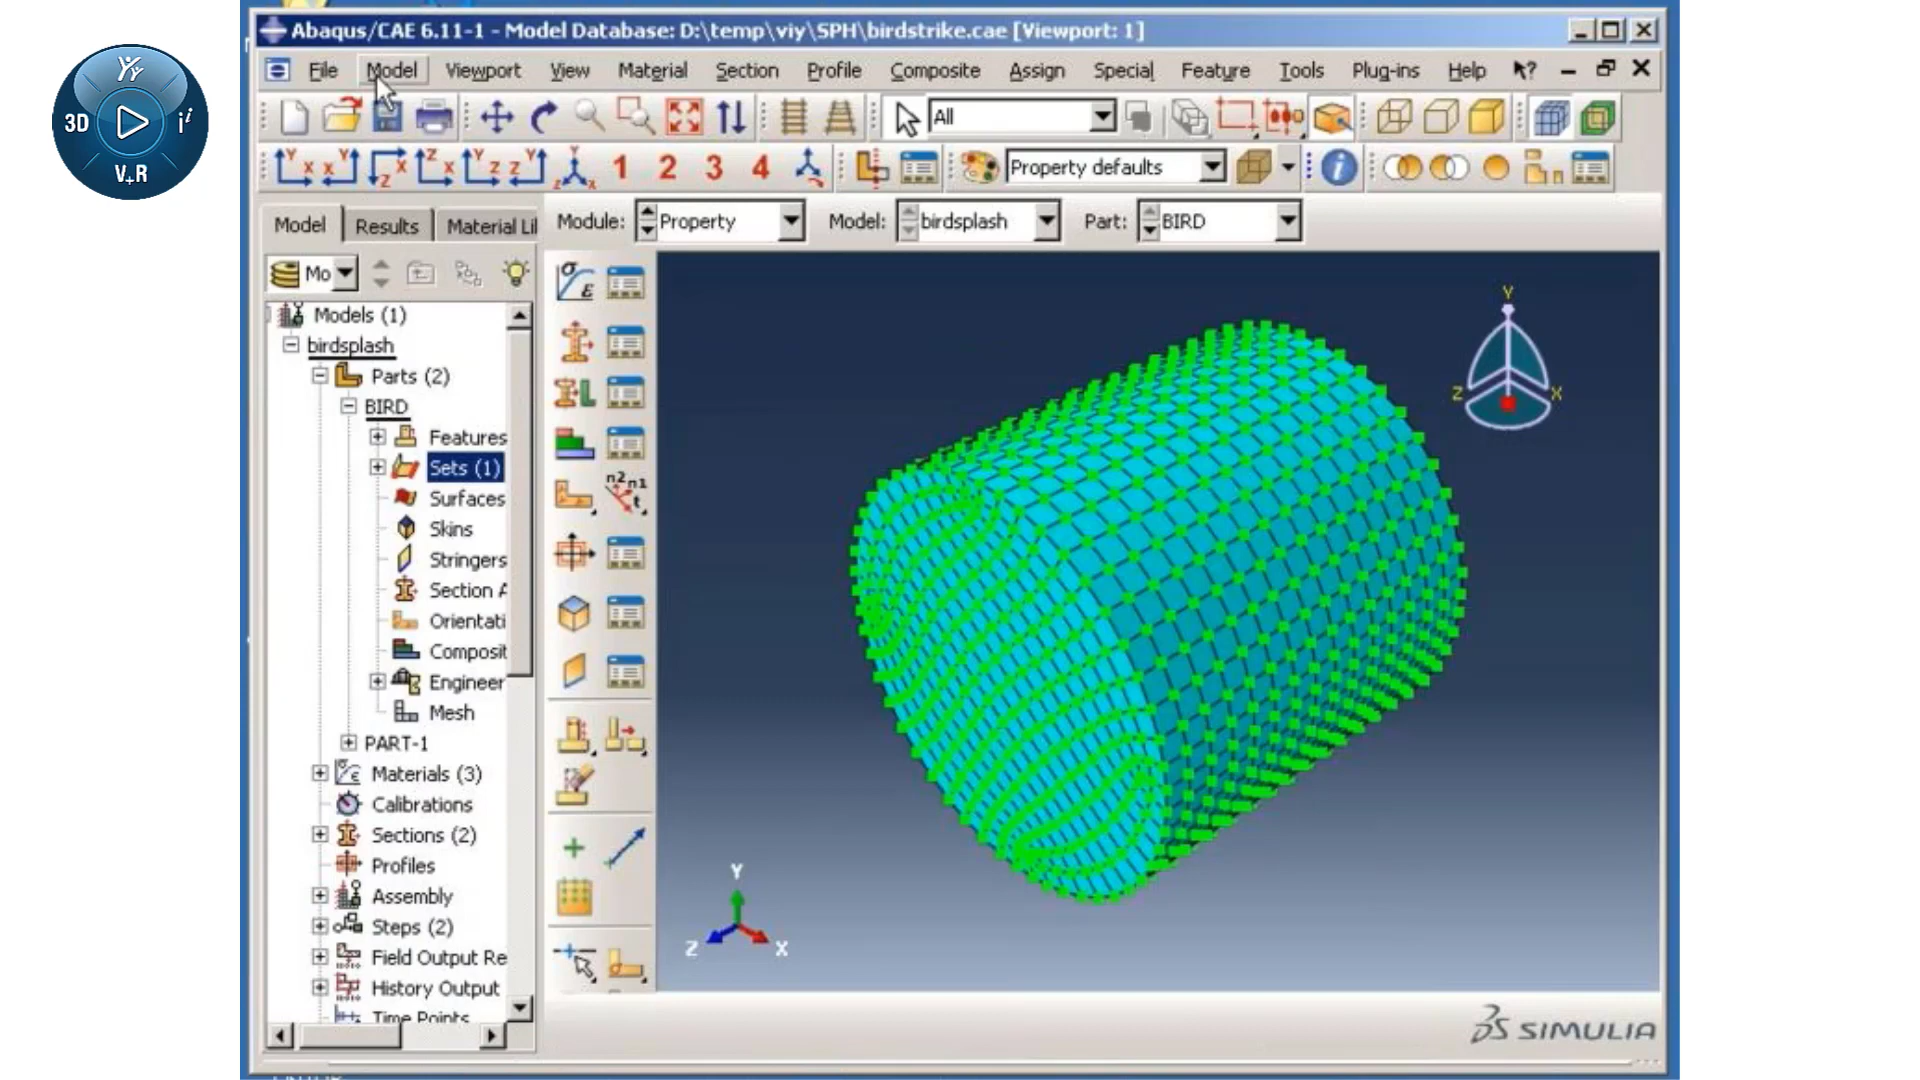 Abaqus/CAE 6.11-1 - Model Database: D:\temp\viy\SPH\birdstrike.cae [Viewport: 1]
File Model Viewport View Material Section Profile Composite Assign Special Feature Tools Plug-ins Help
3D
i
V+R
All
Y X X Y Z X Z X Y Z Z Y
1 2 3 4
Property defaults
Model Results Material Li
Module: Property Model: birdsplash Part: BIRD
Mo
Models (1)
birdsplash
Parts (2)
BIRD
Features
Sets (1)
Surfaces
Skins
Stringers
Section A
Orientati
Composit
Engineer
Mesh
PART-1
Materials (3)
Calibrations
Sections (2)
Profiles
Assembly
Steps (2)
Field Output Re
History Output
Time Points
σ
ε
n2 n1
t
Y
Z X
Y
Z X
SIMULIA